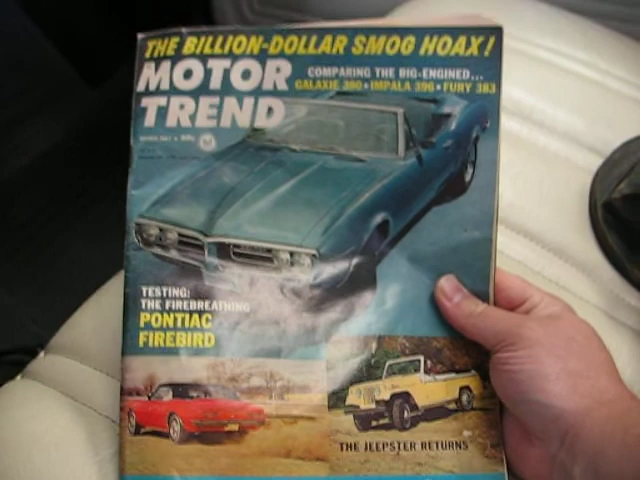 THE BILLION-DOLLAR SMOG HOAX!
MOTOR
TREND
COMPARING THE BIG-ENGINED...
GALAXIE 390 • IMPALA 396 • FURY 383
TESTING:
THE FIREBREATHING
PONTIAC
FIREBIRD
THE JEEPSTER RETURNS